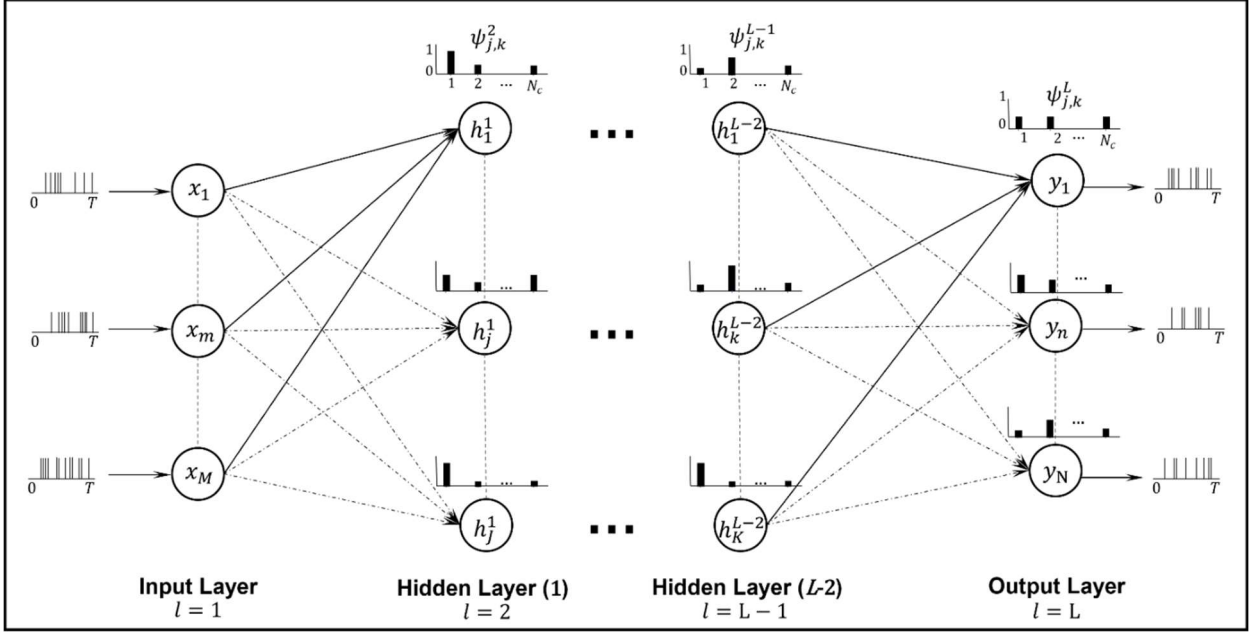 ψ²_{j,k}
1
0
1 2 ... N_c
ψ^{L-1}_{j,k}
1
0
1 2 ... N_c
ψ^L_{j,k}
1
0
1 2 ... N_c
h^1_1
...
h^{L-2}_1
0 T
x_1
y_1
0 T
...
...
...
0 T
x_m
h^1_j
...
h^{L-2}_k
y_n
0 T
...
...
...
0 T
x_M
y_N
0 T
h^1_J
...
h^{L-2}_K
Input Layer
l = 1
Hidden Layer (1)
l = 2
Hidden Layer (L-2)
l = L − 1
Output Layer
l = L